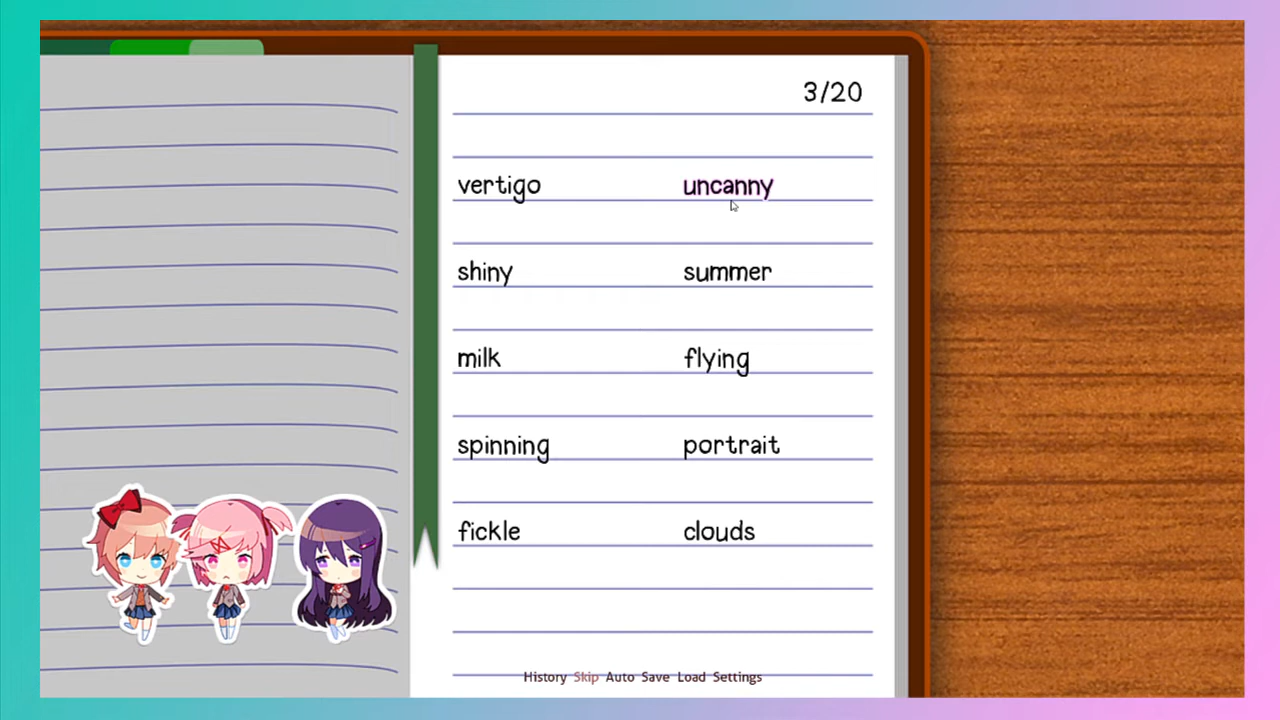 3/20
vertigo uncanny
shiny summer
milk flying
spinning portrait
fickle clouds
History Skip Auto Save Load Settings